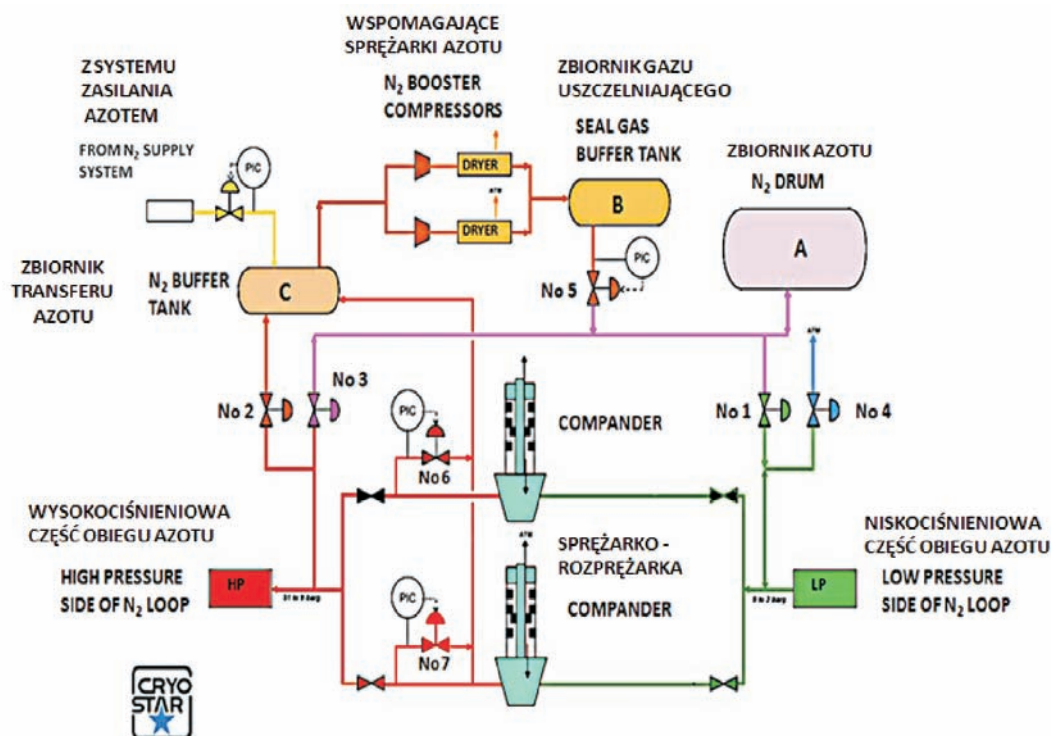 WSPOMAGAJĄCE
SPRĘŻARKI AZOTU
N₂ BOOSTER
COMPRESSORS
Z SYSTEMU
ZASILANIA
AZOTEM
FROM N₂ SUPPLY
SYSTEM
PIC
ZBIORNIK GAZU
USZCZELNIAJĄCEGO
SEAL GAS
BUFFER TANK
ZBIORNIK AZOTU
N₂ DRUM
DRYER
ATM
DRYER
B
A
PIC
No 5
ZBIORNIK
TRANSFERU
AZOTU
N₂ BUFFER
TANK
C
ATM
No 2
No 3
PIC
No 6
COMPANDER
No 1
No 4
WYSOKOCIŚNIENIOWA
CZĘŚĆ OBIEGU AZOTU
HIGH PRESSURE
SIDE OF N₂ LOOP
HP
ATM
SPRĘŻARKO -
ROZPRĘŻARKA
COMPANDER
PIC
No 7
NISKOCIŚNIENIOWA
CZĘŚĆ OBIEGU AZOTU
LP
LOW PRESSURE
SIDE OF N₂ LOOP
CRYO
STAR